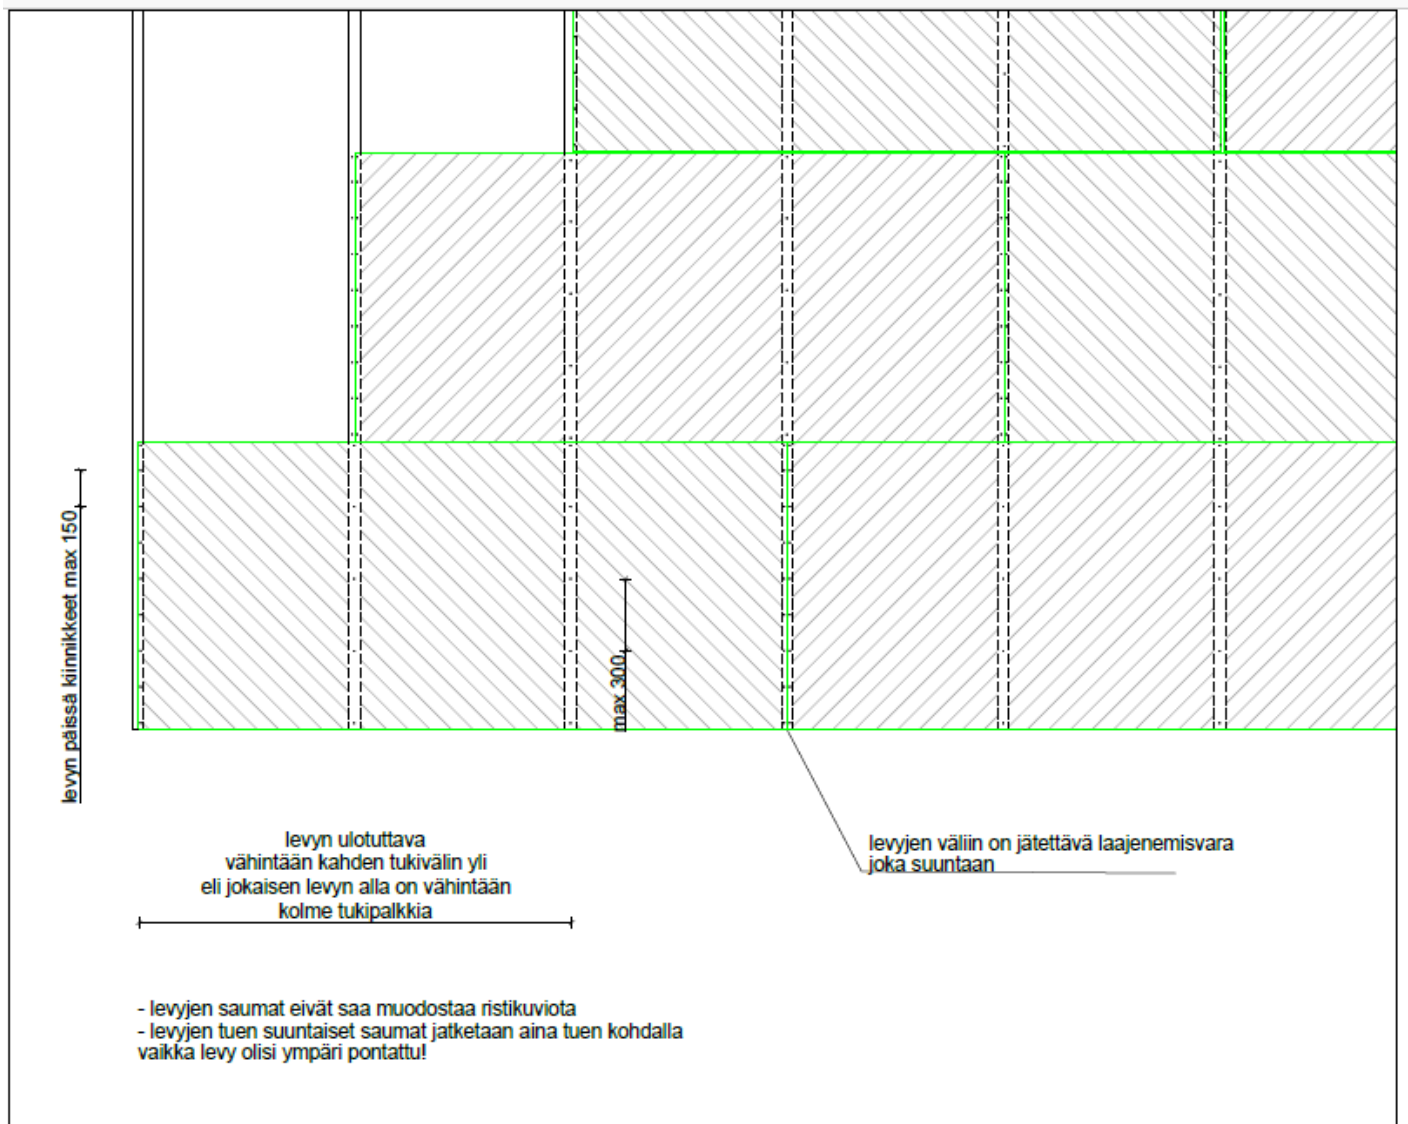 levyn päissä kiinnikkeet max 150
max 300
levyn ulotuttava
vähintään kahden tukivälin yli
eli jokaisen levyn alla on vähintään
kolme tukipalkkia
levyjen väliin on jätettävä laajenemisvara
joka suuntaan
- levyjen saumat eivät saa muodostaa ristikuviota
- levyjen tuen suuntaiset saumat jatketaan aina tuen kohdalla
vaikka levy olisi ympäri pontattu!